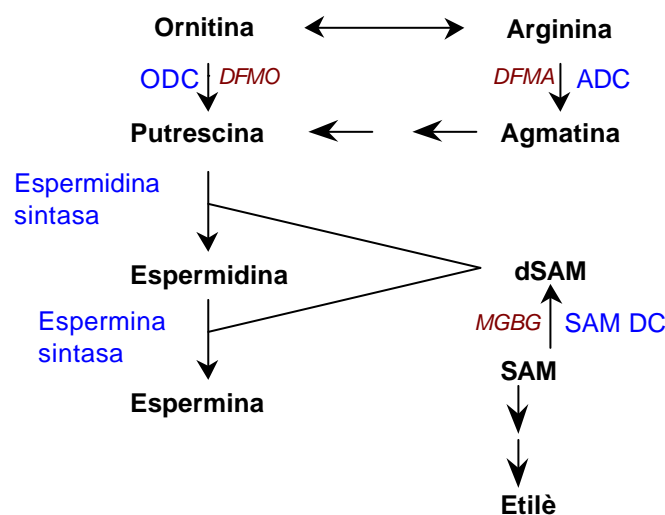 Ornitina Arginina
ODC DFMO DFMA ADC
Putrescina Agmatina
Espermidina
sintasa
Espermidina dSAM
Espermina
sintasa
MGBG SAM DC
SAM
Espermina
Etilè